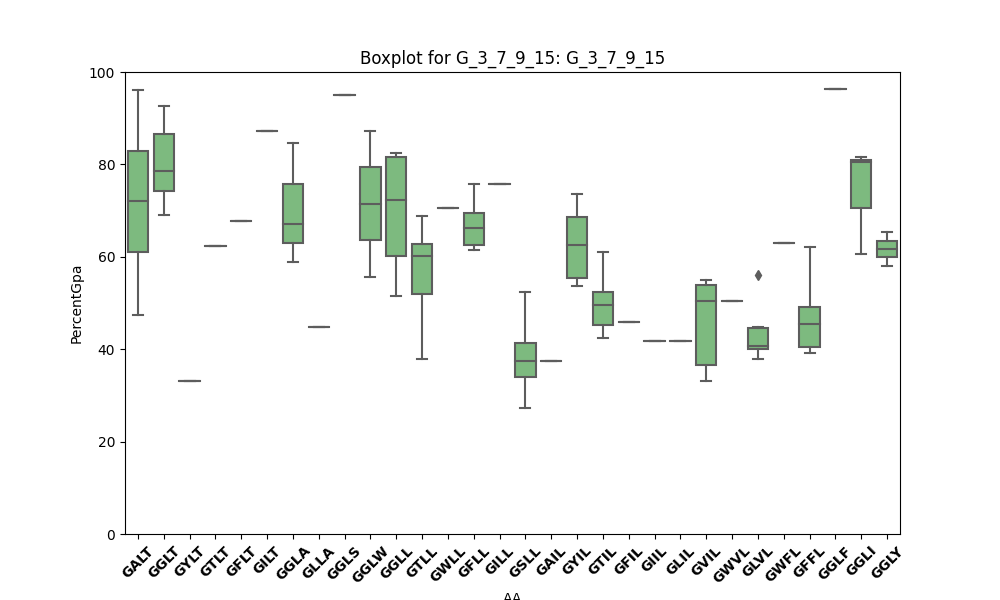 Boxplot for G_3_7_9_15: G_3_7_9_15
100
80
60
40
20
0
PercentGpa
GALT GGLT GYLT GTLT GFLT GILT GGLA GLLA GGLS GGLW GGLL GTLL GWLL GFLL GILL GSLL GAIL GYIL GTIL GFIL GIIL GLIL GVIL GWVL GLVL GWFL GFFL GGLF GGLI GGLY
AA